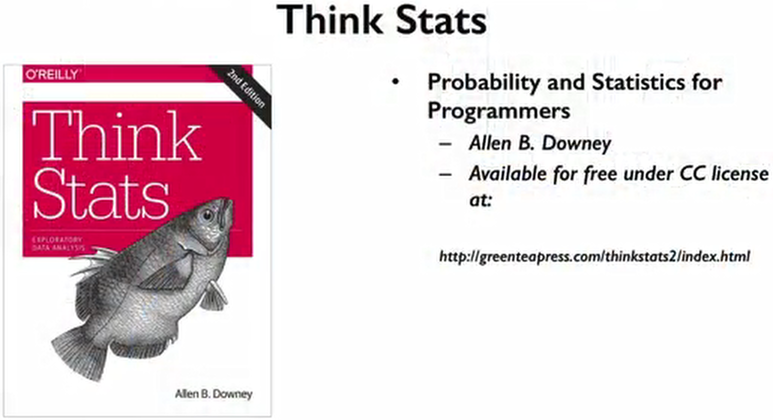 Think Stats
O'REILLY®
2nd Edition
Think
Stats
EXPLORATORY
DATA ANALYSIS
Allen B. Downey
• Probability and Statistics for
Programmers
– Allen B. Downey
– Available for free under CC license
at:
http://greenteapress.com/thinkstats2/index.html